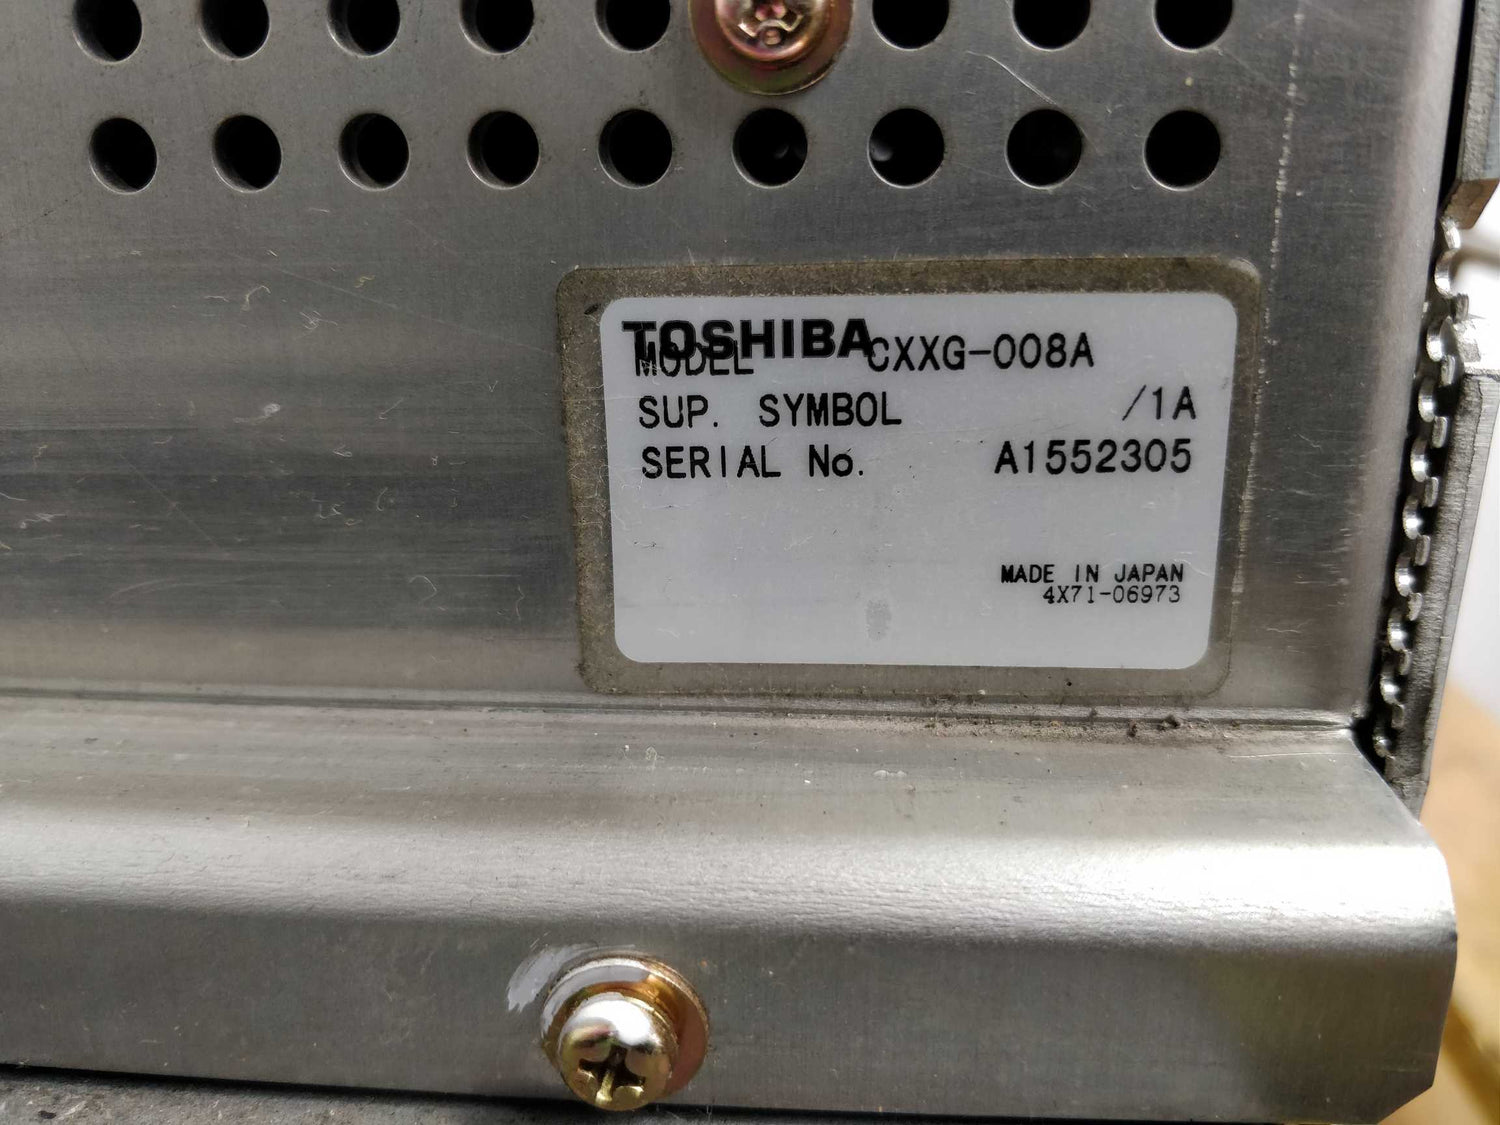 TOSHIBA
MODEL CXXG-008A
SUP. SYMBOL /1A
SERIAL No. A1552305
MADE IN JAPAN
4X71-06973